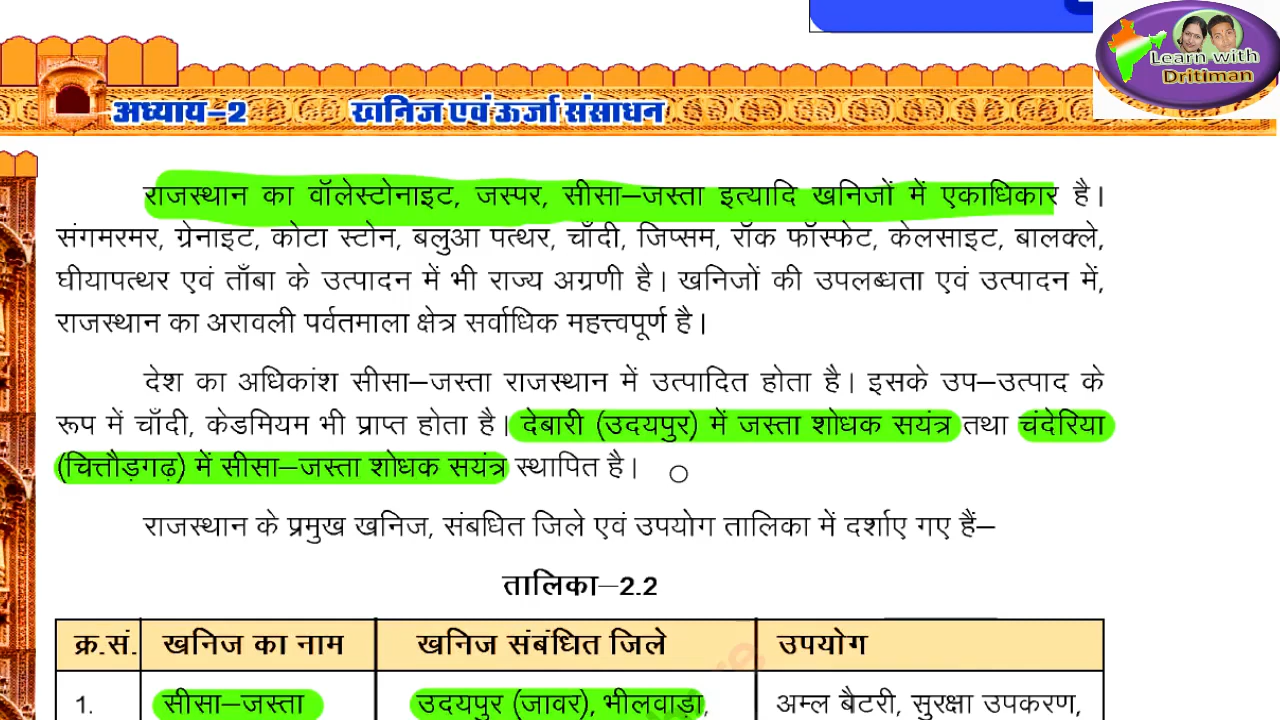 Learn with
Dritiman
अध्याय–2 खनिज एवं ऊर्जा संसाधन
राजस्थान का वॉलेस्टोनाइट, जस्पर, सीसा–जस्ता इत्यादि खनिजों में एकाधिकार है।
संगमरमर, ग्रेनाइट, कोटा स्टोन, बलुआ पत्थर, चाँदी, जिप्सम, रॉक फॉस्फेट, केलसाइट, बालक्ले,
घीयापत्थर एवं ताँबा के उत्पादन में भी राज्य अग्रणी है। खनिजों की उपलब्धता एवं उत्पादन में,
राजस्थान का अरावली पर्वतमाला क्षेत्र सर्वाधिक महत्त्वपूर्ण है।
देश का अधिकांश सीसा–जस्ता राजस्थान में उत्पादित होता है। इसके उप–उत्पाद के
रूप में चाँदी, केडमियम भी प्राप्त होता है। देबारी (उदयपुर) में जस्ता शोधक सयंत्र तथा चंदेरिया
(चित्तौड़गढ़) में सीसा–जस्ता शोधक सयंत्र स्थापित है।
राजस्थान के प्रमुख खनिज, संबधित जिले एवं उपयोग तालिका में दर्शाए गए हैं–
तालिका–2.2
क्र.सं. खनिज का नाम खनिज संबंधित जिले उपयोग
1. सीसा–जस्ता उदयपुर (जावर), भीलवाड़ा, अम्ल बैटरी, सुरक्षा उपकरण,